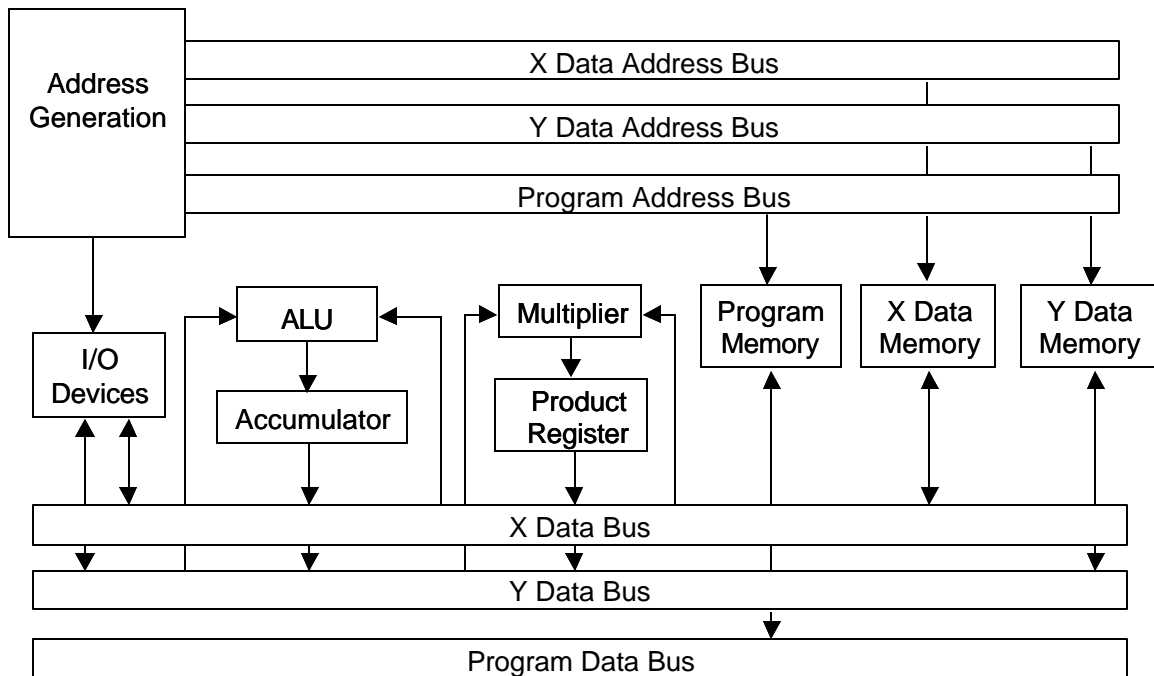 Address
Generation
X Data Address Bus
Y Data Address Bus
Program Address Bus
I/O
Devices
ALU
Accumulator
Multiplier
Product
Register
Program
Memory
X Data
Memory
Y Data
Memory
X Data Bus
Y Data Bus
Program Data Bus